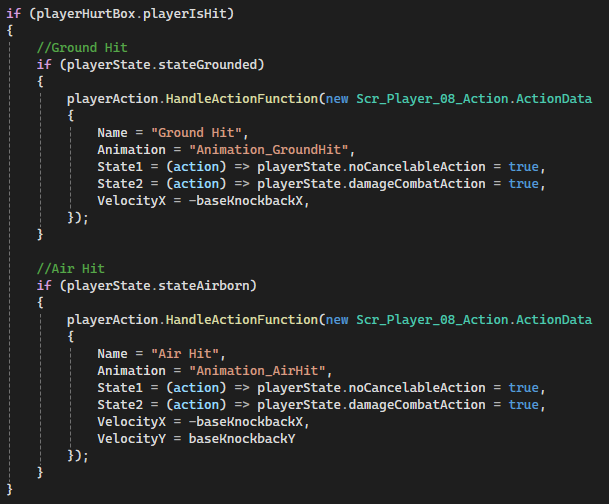 if (playerHurtBox.playerIsHit)
{
//Ground Hit
if (playerState.stateGrounded)
{
playerAction.HandleActionFunction(new Scr_Player_08_Action.ActionData
{
Name = "Ground Hit",
Animation = "Animation_GroundHit",
State1 = (action) => playerState.noCancelableAction = true,
State2 = (action) => playerState.damageCombatAction = true,
VelocityX = -baseKnockbackX,
});
}
//Air Hit
if (playerState.stateAirborn)
{
playerAction.HandleActionFunction(new Scr_Player_08_Action.ActionData
{
Name = "Air Hit",
Animation = "Animation_AirHit",
State1 = (action) => playerState.noCancelableAction = true,
State2 = (action) => playerState.damageCombatAction = true,
VelocityX = -baseKnockbackX,
VelocityY = baseKnockbackY
});
}
}